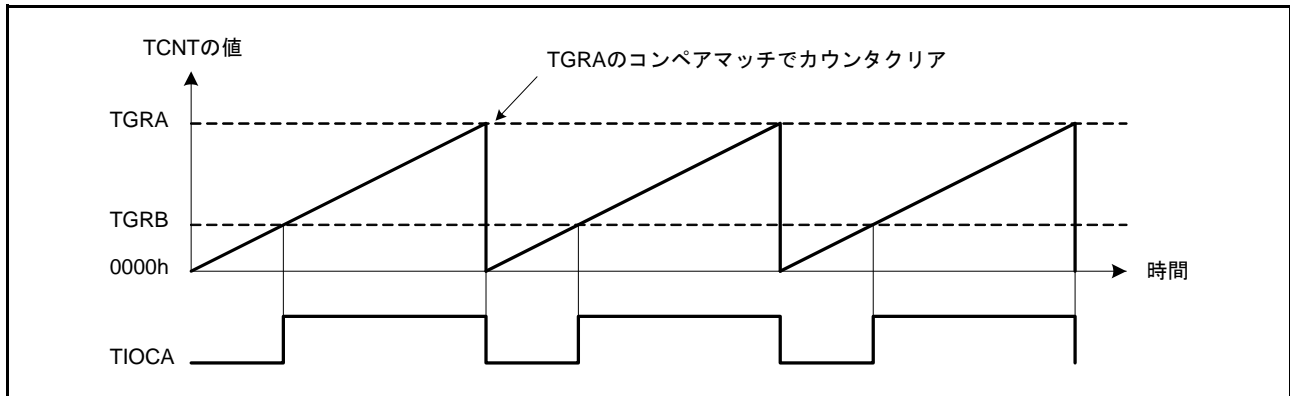 TCNTの値
TGRAのコンペアマッチでカウンタクリア
TGRA
TGRB
0000h
時間
TIOCA